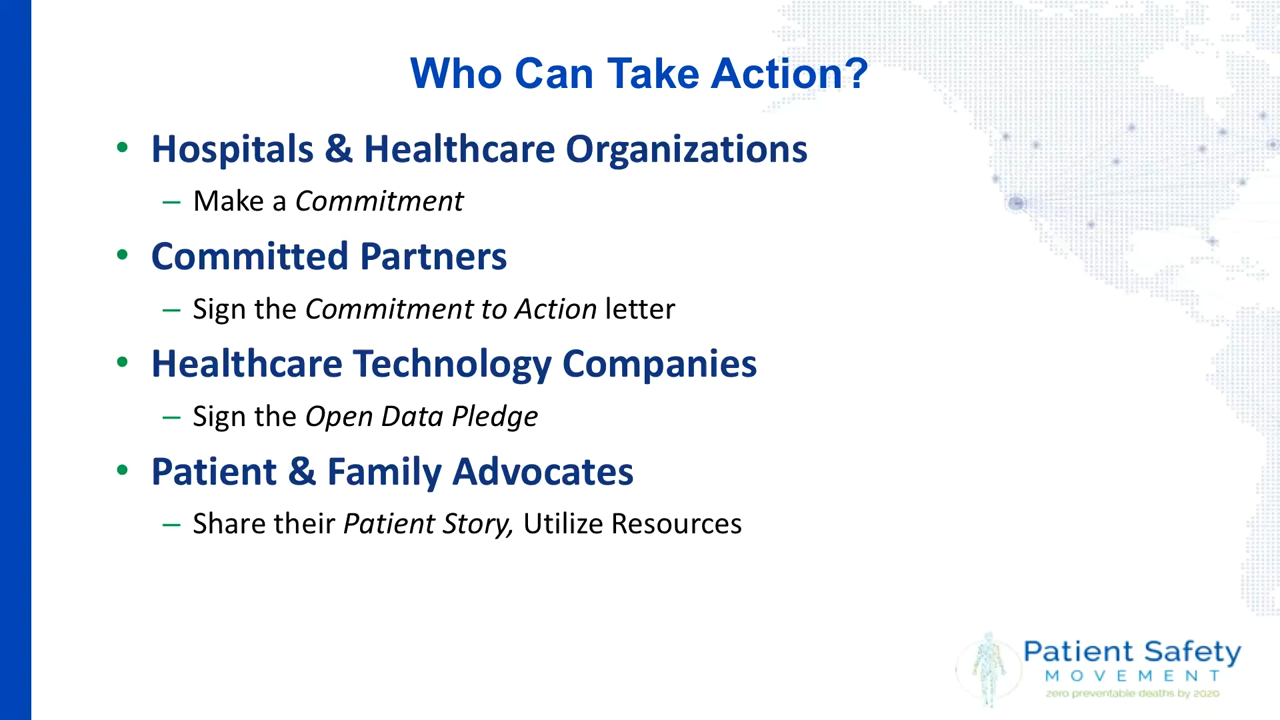 Who Can Take Action?
• Hospitals & Healthcare Organizations
– Make a Commitment
• Committed Partners
– Sign the Commitment to Action letter
• Healthcare Technology Companies
– Sign the Open Data Pledge
• Patient & Family Advocates
– Share their Patient Story, Utilize Resources
Patient Safety
MOVEMENT
zero preventable deaths by 2020